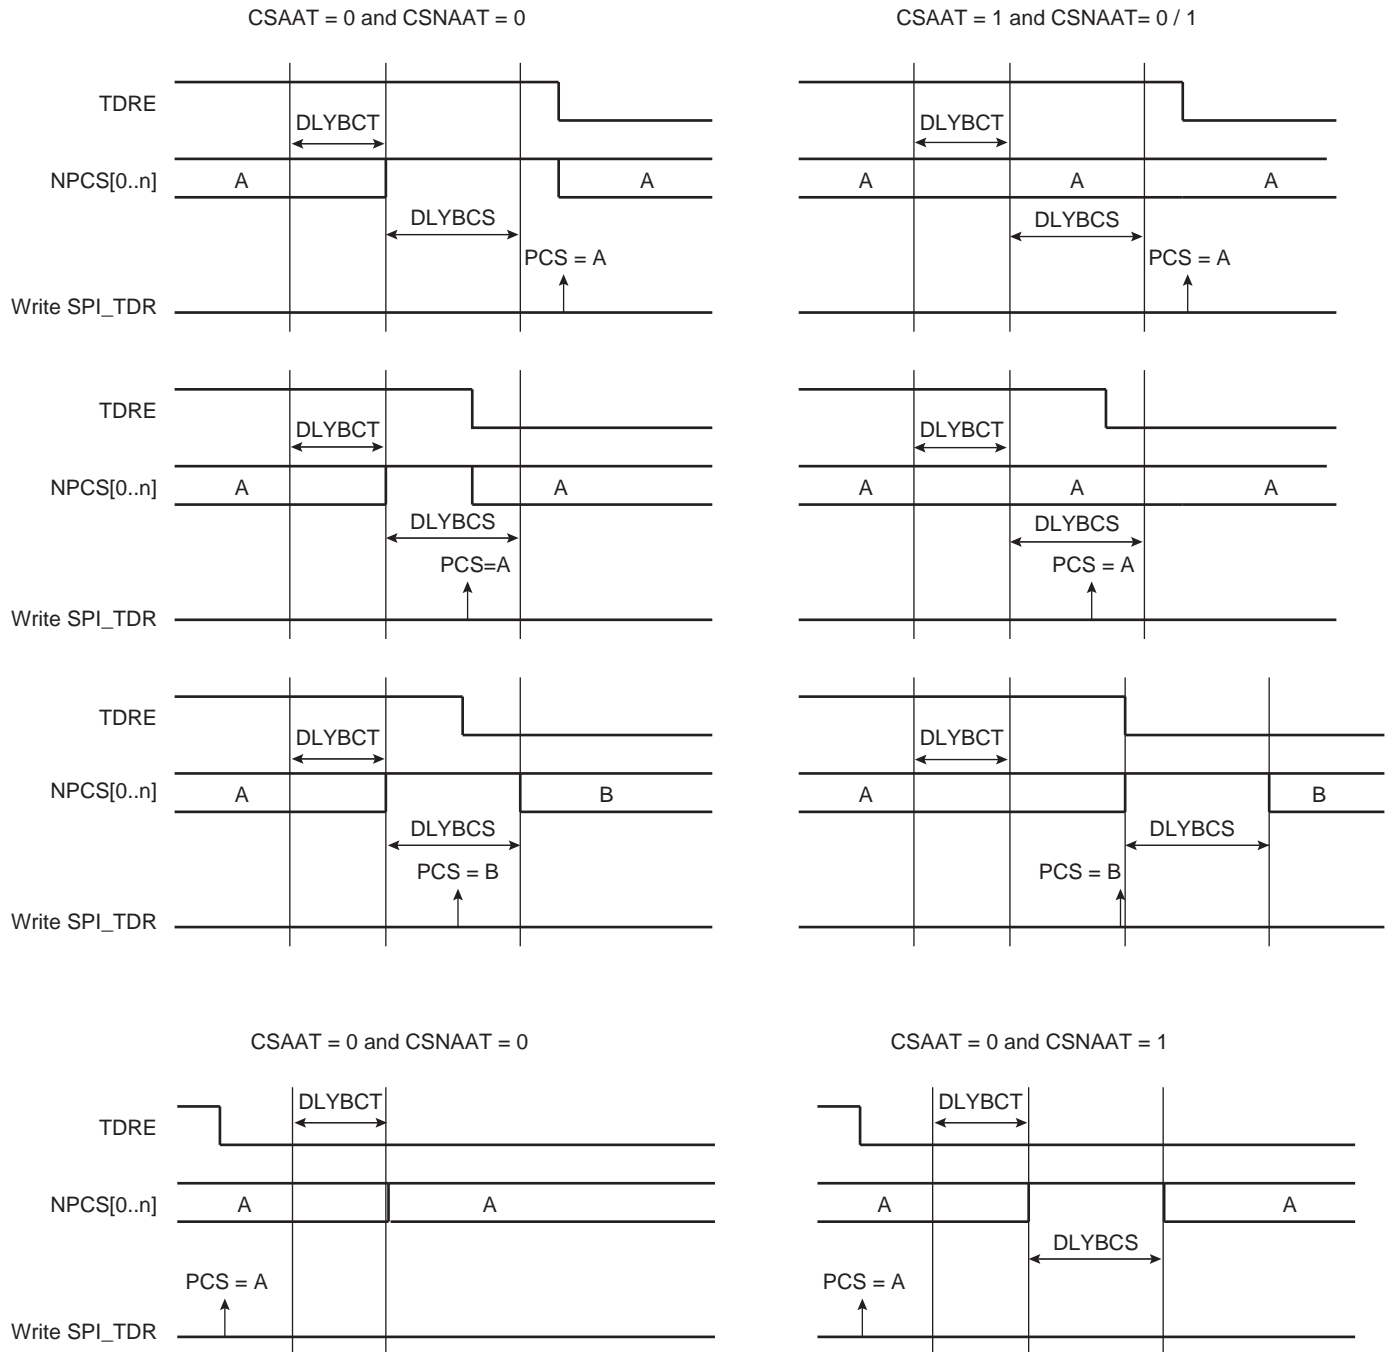 CSAAT = 0 and CSNAAT = 0
CSAAT = 1 and CSNAAT= 0 / 1
TDRE
DLYBCT
DLYBCT
NPCS[0..n]
A
A
A
A
A
DLYBCS
DLYBCS
PCS = A
PCS = A
Write SPI_TDR
TDRE
DLYBCT
DLYBCT
NPCS[0..n]
A
A
A
A
A
DLYBCS
DLYBCS
PCS=A
PCS = A
Write SPI_TDR
TDRE
DLYBCT
DLYBCT
NPCS[0..n]
A
B
A
B
DLYBCS
DLYBCS
PCS = B
PCS = B
Write SPI_TDR
CSAAT = 0 and CSNAAT = 0
CSAAT = 0 and CSNAAT = 1
DLYBCT
DLYBCT
TDRE
NPCS[0..n]
A
A
A
A
DLYBCS
PCS = A
PCS = A
Write SPI_TDR